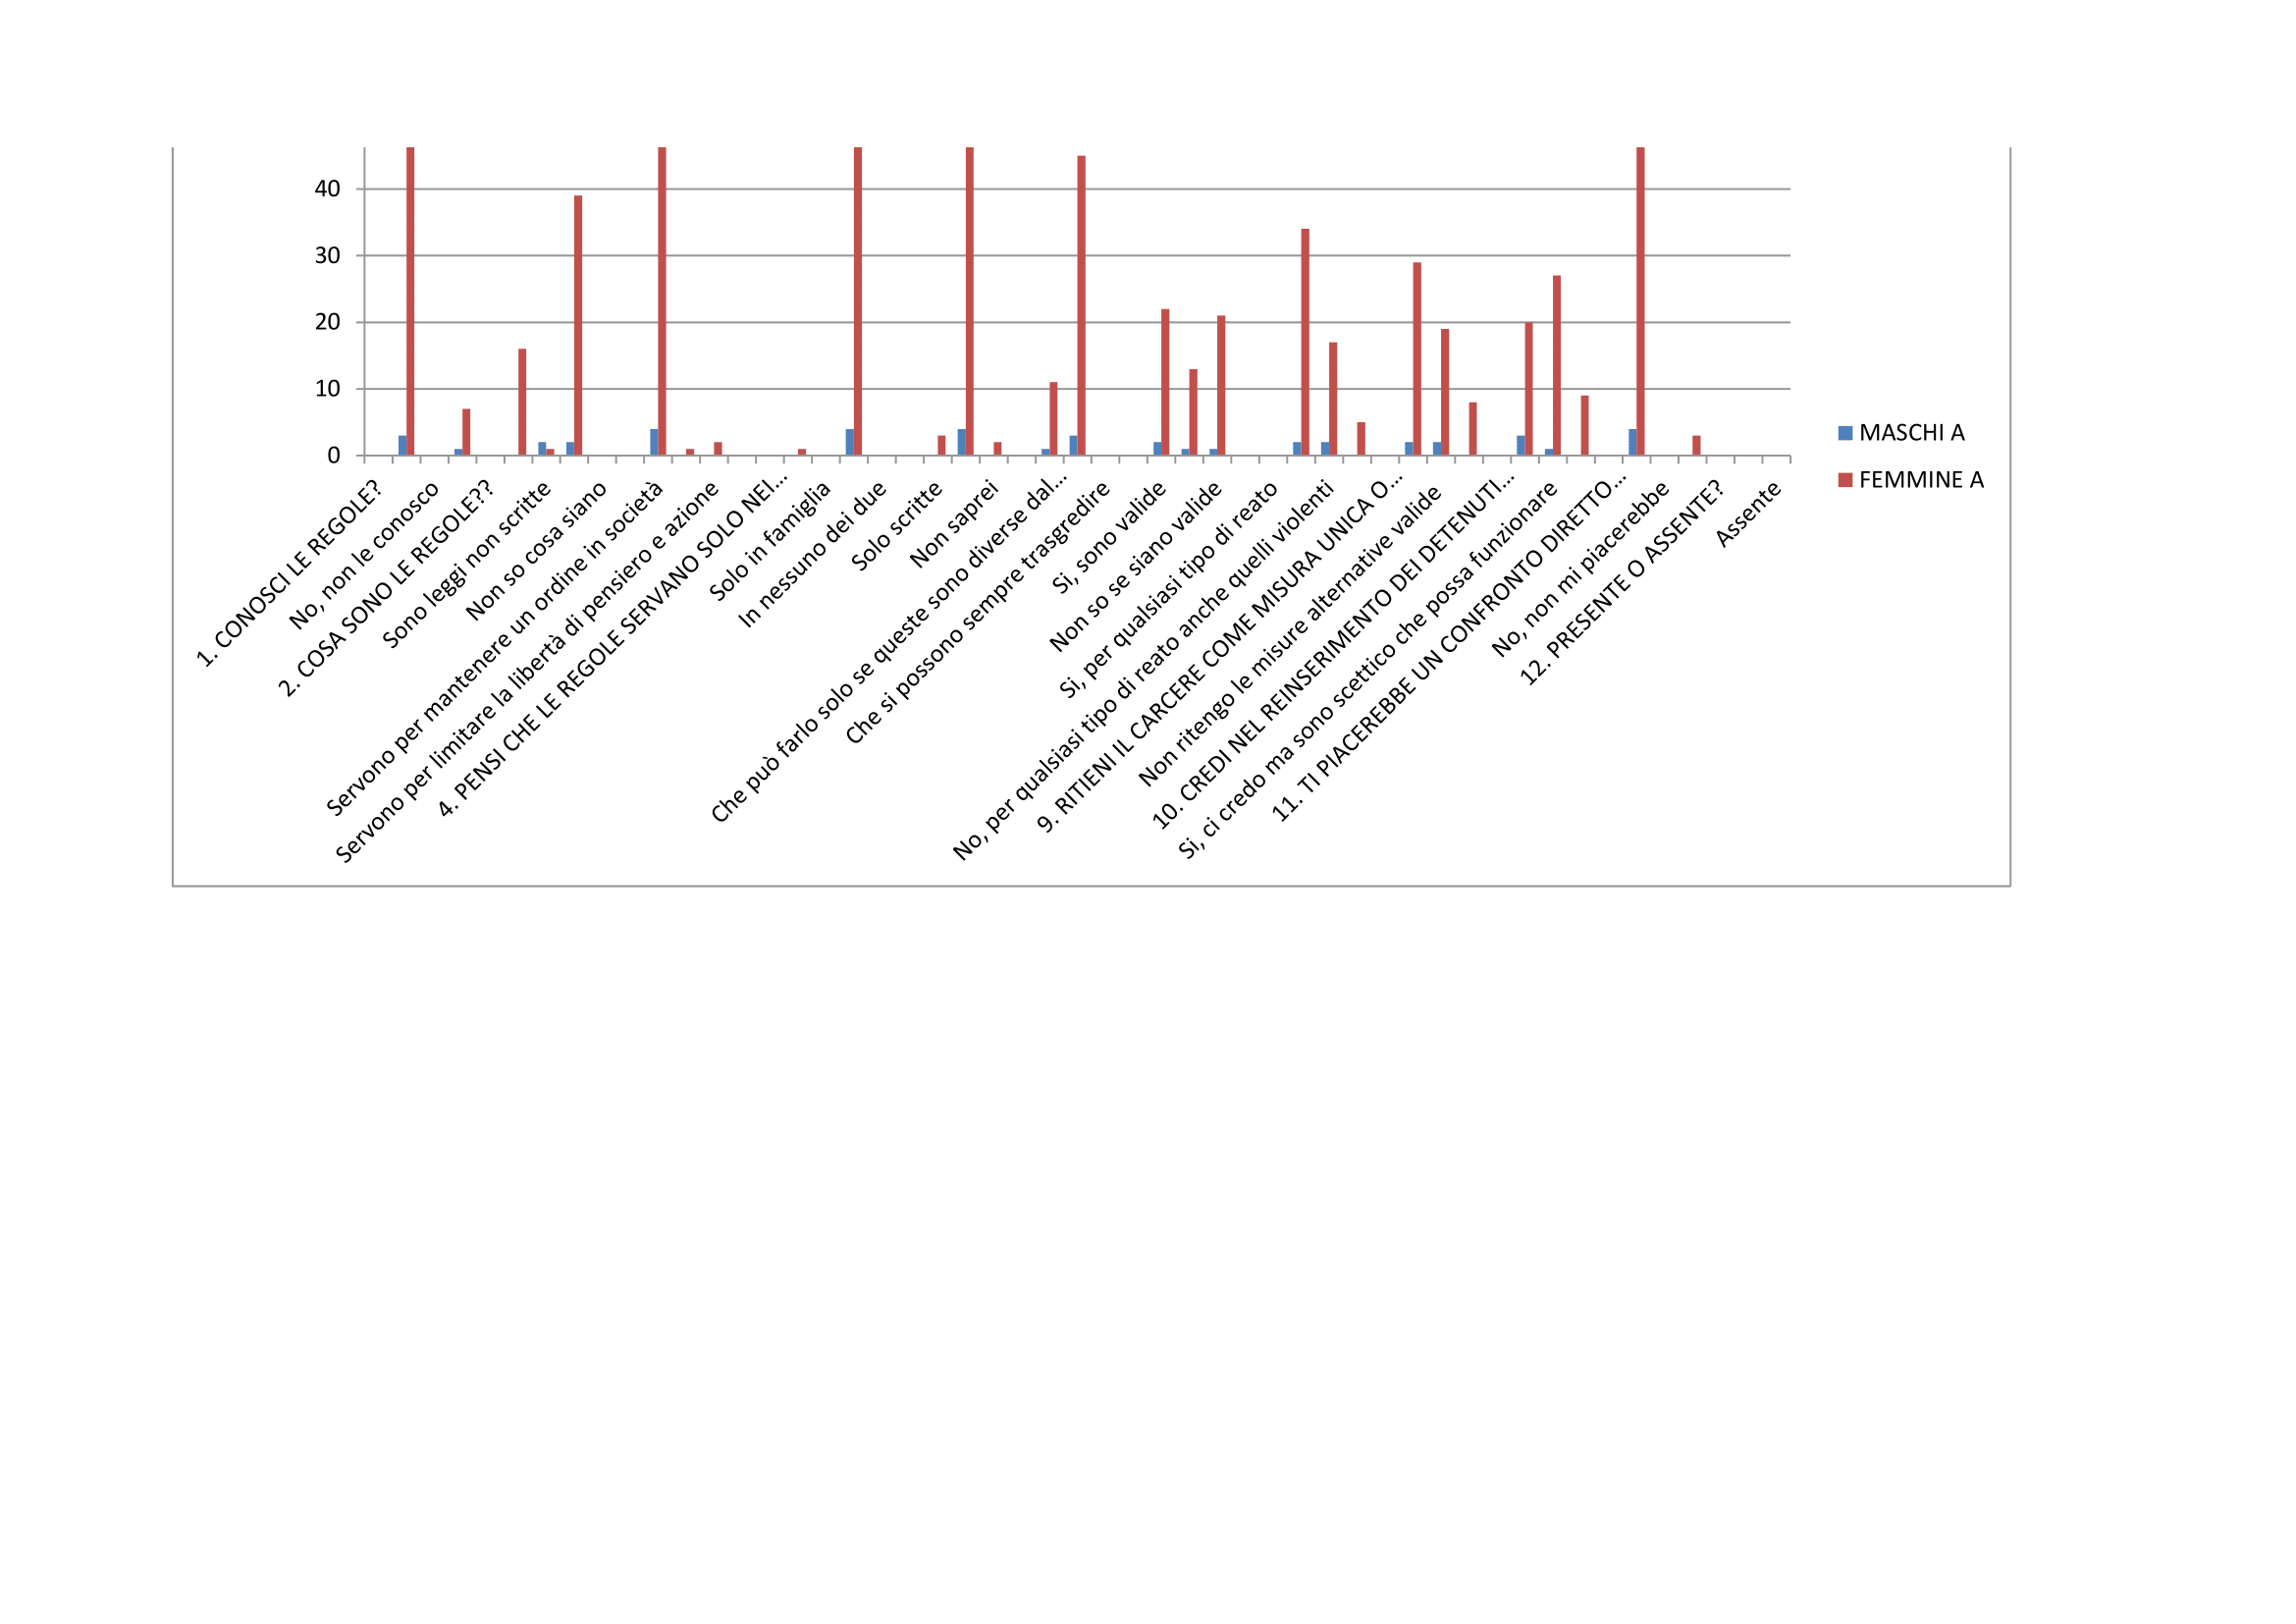 40
30
20
10
0
1. CONOSCI LE REGOLE?
No, non le conosco
2. COSA SONO LE REGOLE??
Sono leggi non scritte
Non so cosa siano
Servono per mantenere un ordine in società
Servono per limitare la libertà di pensiero e azione
4. PENSI CHE LE REGOLE SERVANO SOLO NEI...
Solo in famiglia
In nessuno dei due
Solo scritte
Non saprei
Che può farlo solo se queste sono diverse dal...
Che si possono sempre trasgredire
Si, sono valide
Non so se siano valide
Si, per qualsiasi tipo di reato
No, per qualsiasi tipo di reato anche quelli violenti
9. RITIENI IL CARCERE COME MISURA UNICA O...
Non ritengo le misure alternative valide
10. CREDI NEL REINSERIMENTO DEI DETENUTI...
Si, ci credo ma sono scettico che possa funzionare
11. TI PIACEREBBE UN CONFRONTO DIRETTO...
No, non mi piacerebbe
12. PRESENTE O ASSENTE?
Assente
MASCHI A
FEMMINE A